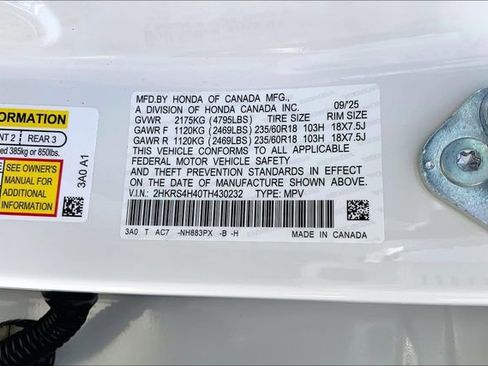 MFD.BY HONDA OF CANADA MFG.,
A DIVISION OF HONDA CANADA INC. 09/25
GVWR 2175KG (4795LBS) TIRE SIZE RIM SIZE
GAWR F 1120KG (2469LBS) 235/60R18 103H 18X7.5J
GAWR R 1120KG (2469LBS) 235/60R18 103H 18X7.5J
THIS VEHICLE CONFORMS TO ALL APPLICABLE
FEDERAL MOTOR VEHICLE SAFETY
AND THEFT PREVENTION STANDARDS IN EFFECT ON
THE DATE OF MANUFACTURE SHOWN ABOVE.
V.I.N.: 2HKRS4H40TH430232 TYPE: MPV
3A0 T AC7 -NH883PX -B -H MADE IN CANADA
FORMATION
NT 2 REAR 3
ed 385kg or 850lbs.
SEE OWNER'S
MANUAL FOR
ADDITIONAL
INFORMATION
3A0 A1